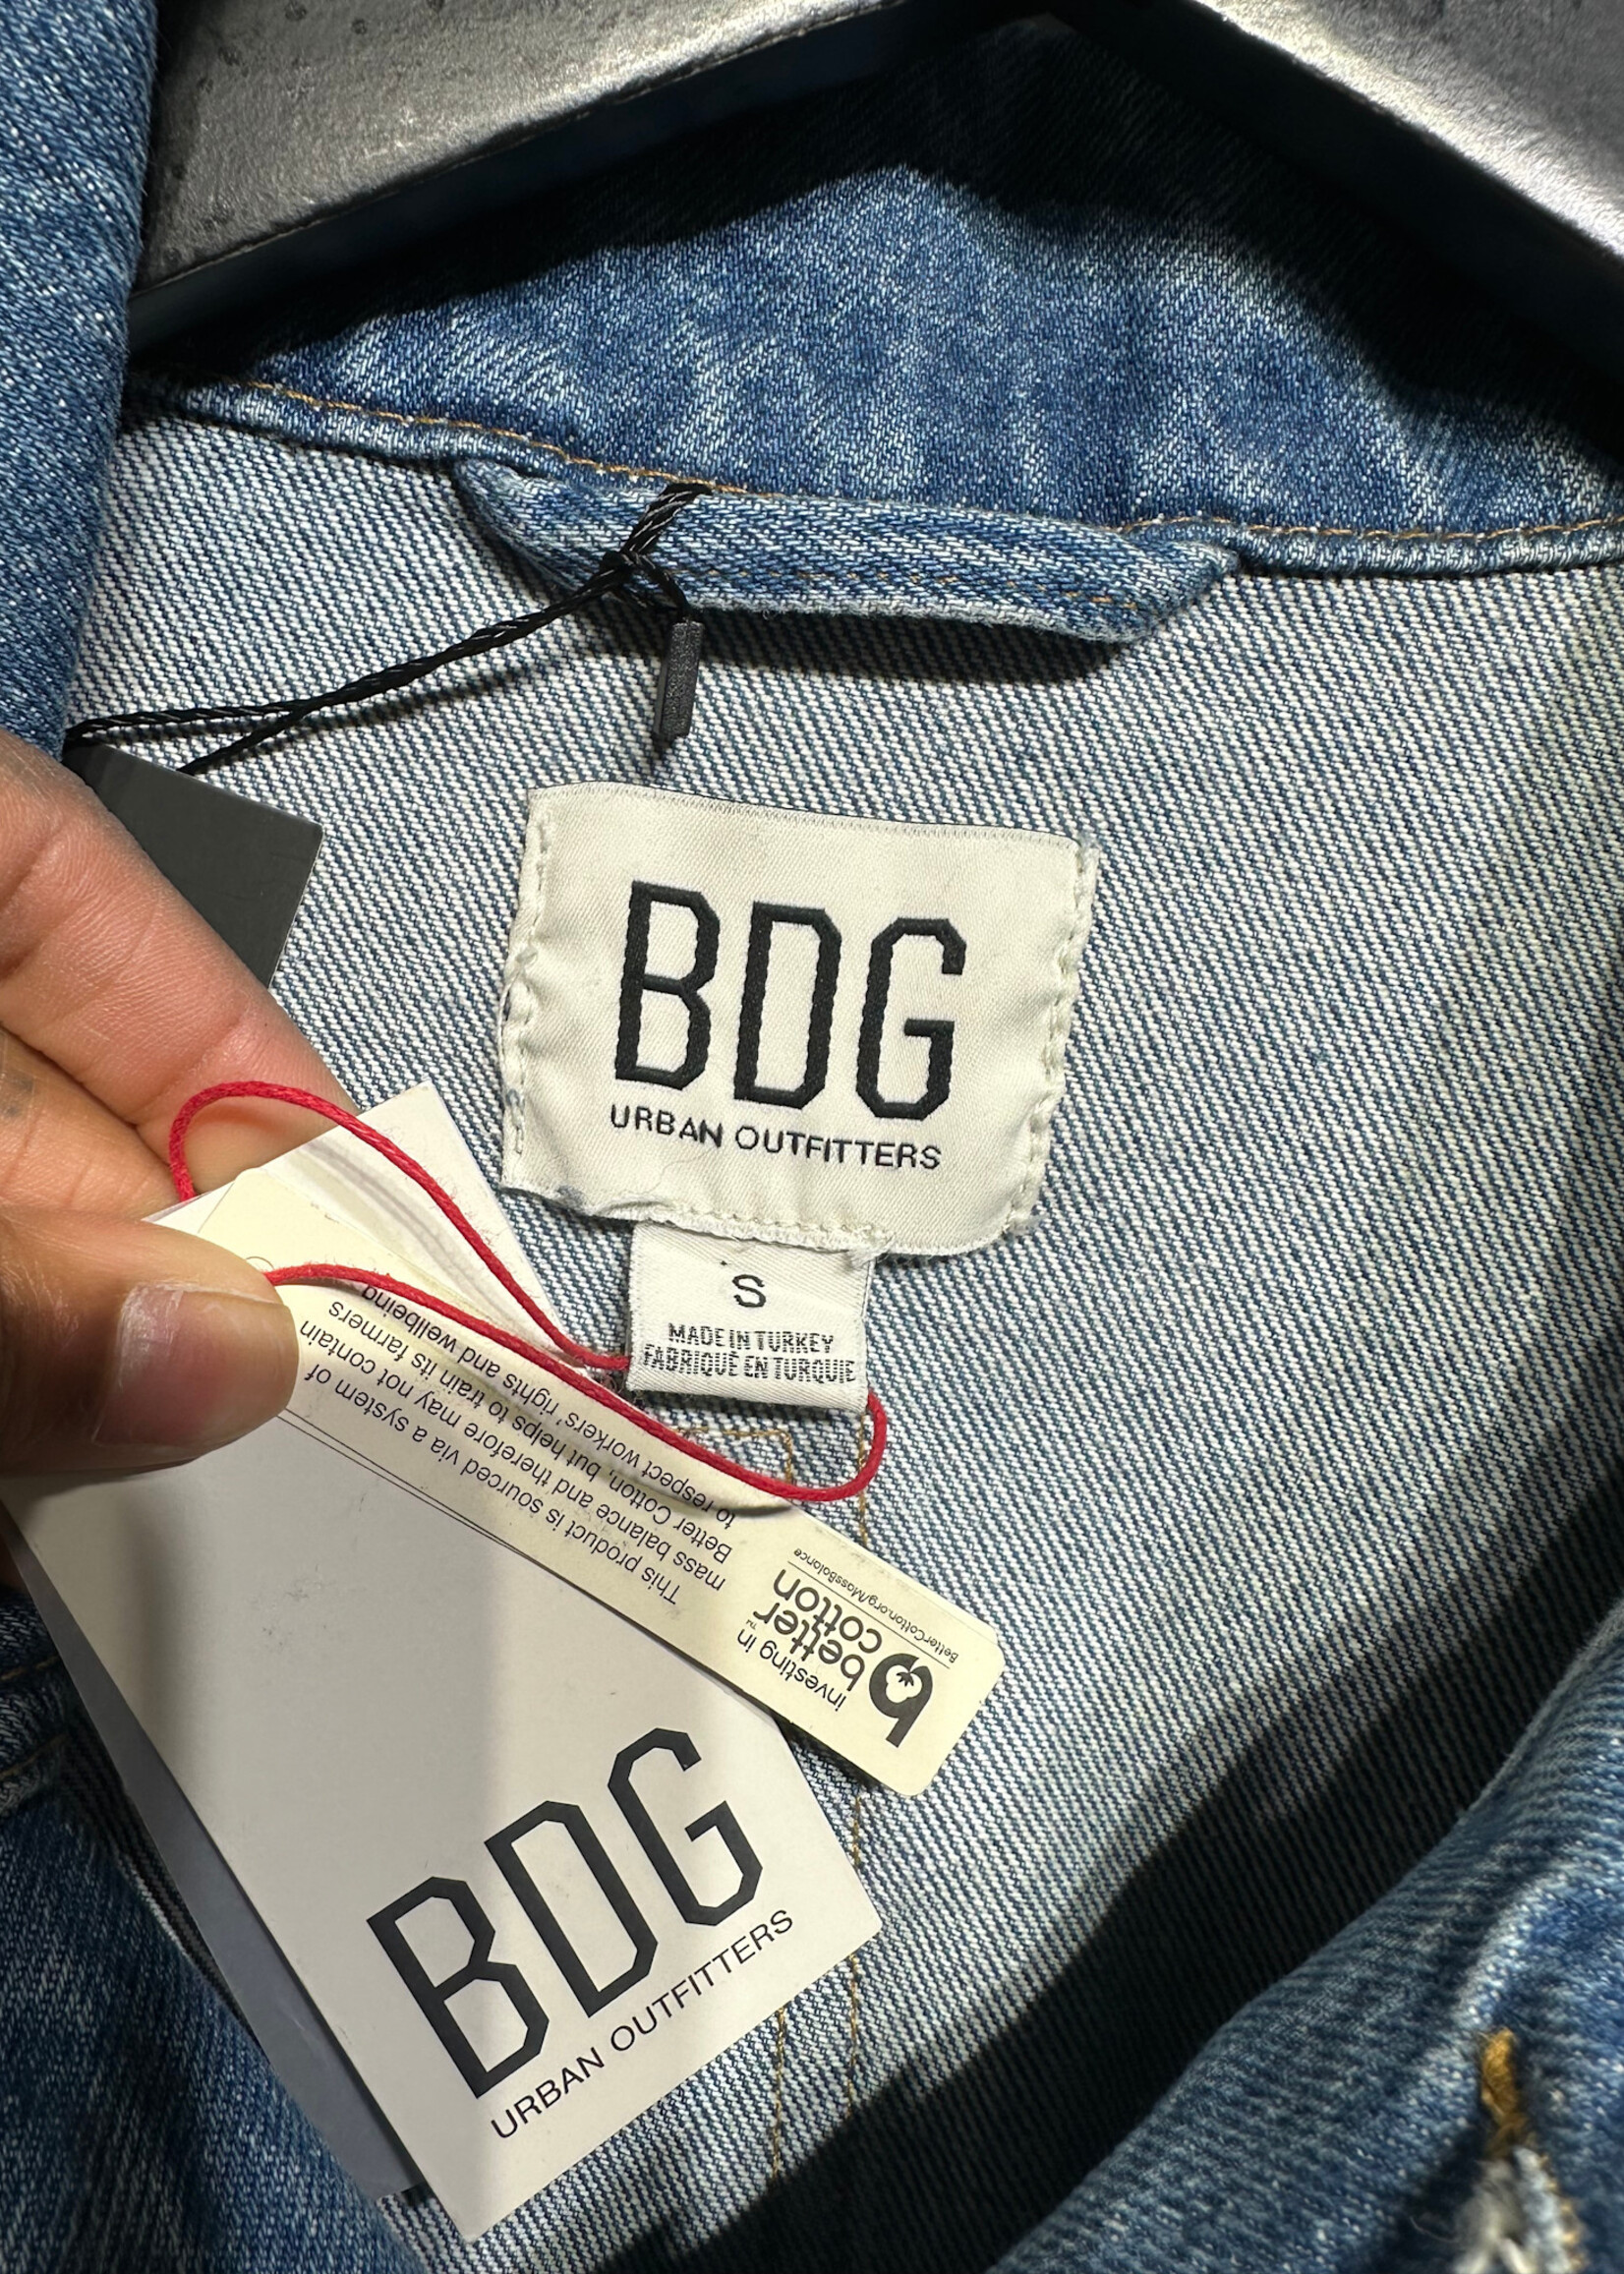 BDG
URBAN OUTFITTERS
S
MADE IN TURKEY
FABRIQUÉ EN TURQUIE
investing in
better™
cotton
BetterCotton.org/MassBalance
This product is sourced via a system of
mass balance and therefore may not contain
Better Cotton, but helps to train its farmers
to respect workers' rights and wellbeing
BDG
URBAN OUTFITTERS